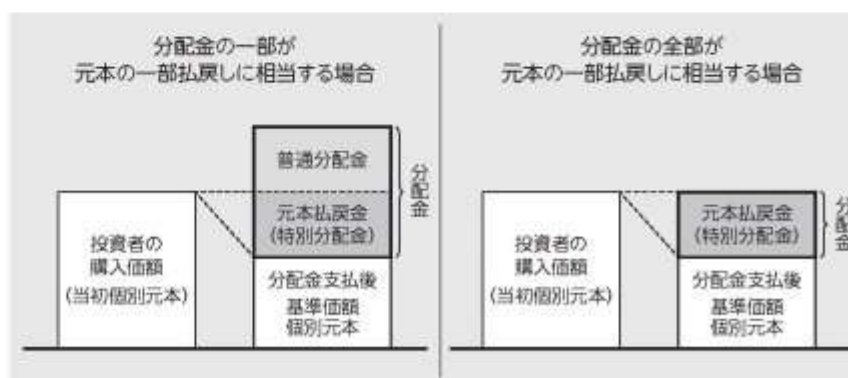 分配金の一部が
元本の一部払戻しに相当する場合
普通分配金
元本払戻金
(特別分配金)
分配金
投資者の
購入価額
(当初個別元本)
分配金支払後
基準価額
個別元本
分配金の全部が
元本の一部払戻しに相当する場合
元本払戻金
(特別分配金)
分配金
投資者の
購入価額
(当初個別元本)
分配金支払後
基準価額
個別元本